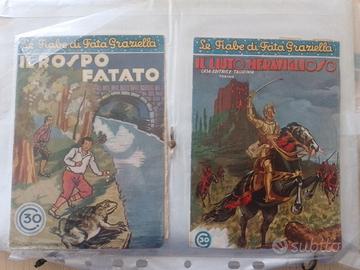 Le Fiabe di Fata Graziella
IL ROSPO
FATATO
30
Le Fiabe di Fata Graziella
IL LIUTO MERAVIGLIOSO
CASA EDITRICE TAURINIA
TORINO
30
subito